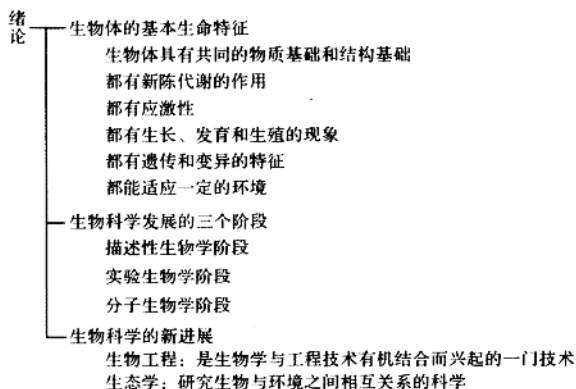 绪论
生物体的基本生命特征
生物体具有共同的物质基础和结构基础
都有新陈代谢的作用
都有应激性
都有生长、发育和生殖的现象
都有遗传和变异的特征
都能适应一定的环境
生物科学发展的三个阶段
描述性生物学阶段
实验生物学阶段
分子生物学阶段
生物科学的新进展
生物工程：是生物学与工程技术有机结合而兴起的一门技术
生态学：研究生物与环境之间相互关系的科学